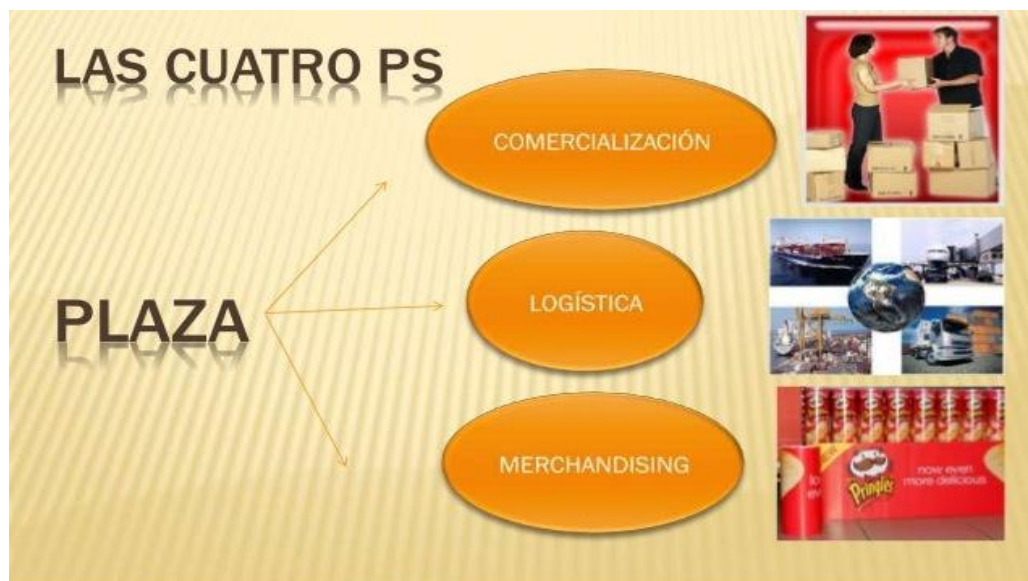 LAS CUATRO PS
COMERCIALIZACIÓN
PLAZA
LOGÍSTICA
MERCHANDISING
Pringles
now even
more delicious